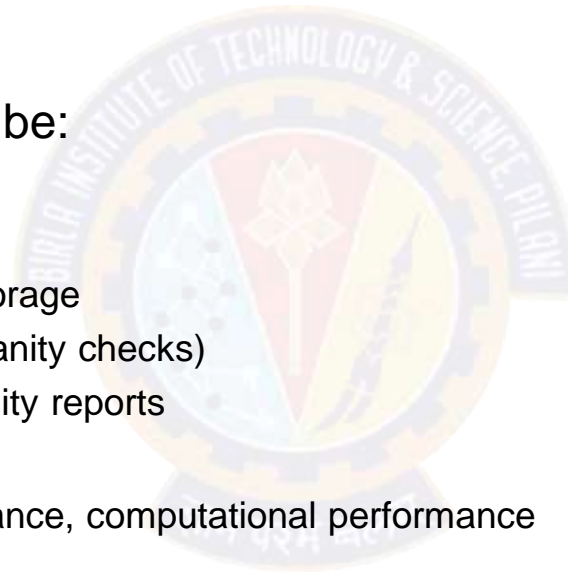 be:
orage
anity checks)
ity reports
ance, computational performance
BIRLA INSTITUTE OF TECHNOLOGY & SCIENCE, PILANI